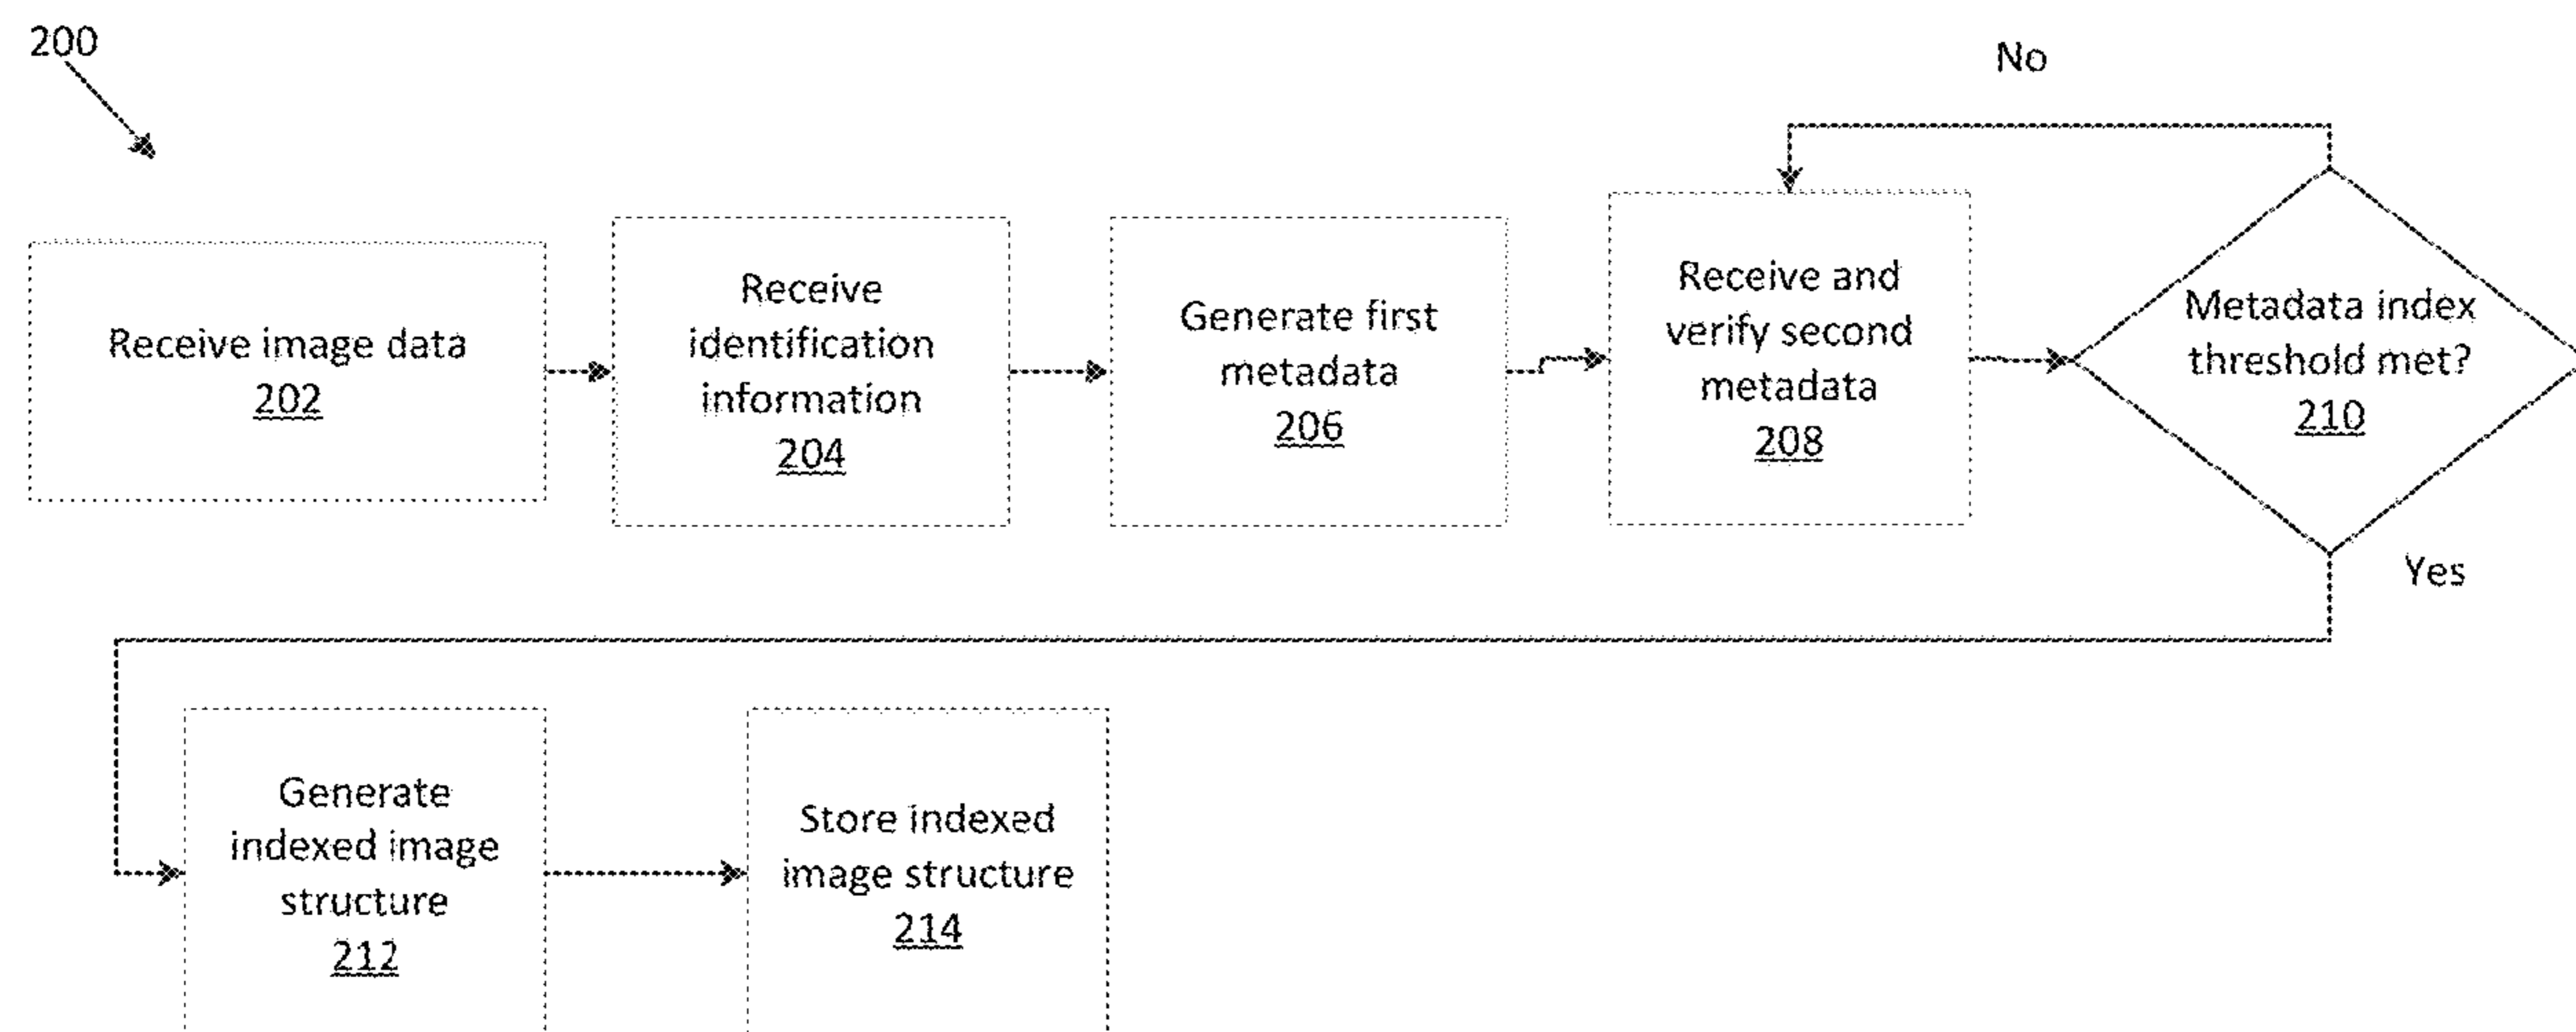 200
No
Receive image data
202
Receive
identification
information
204
Generate first
metadata
206
Receive and
verify second
metadata
208
Metadata index
threshold met?
210
Yes
Generate
indexed image
structure
212
Store indexed
image structure
214